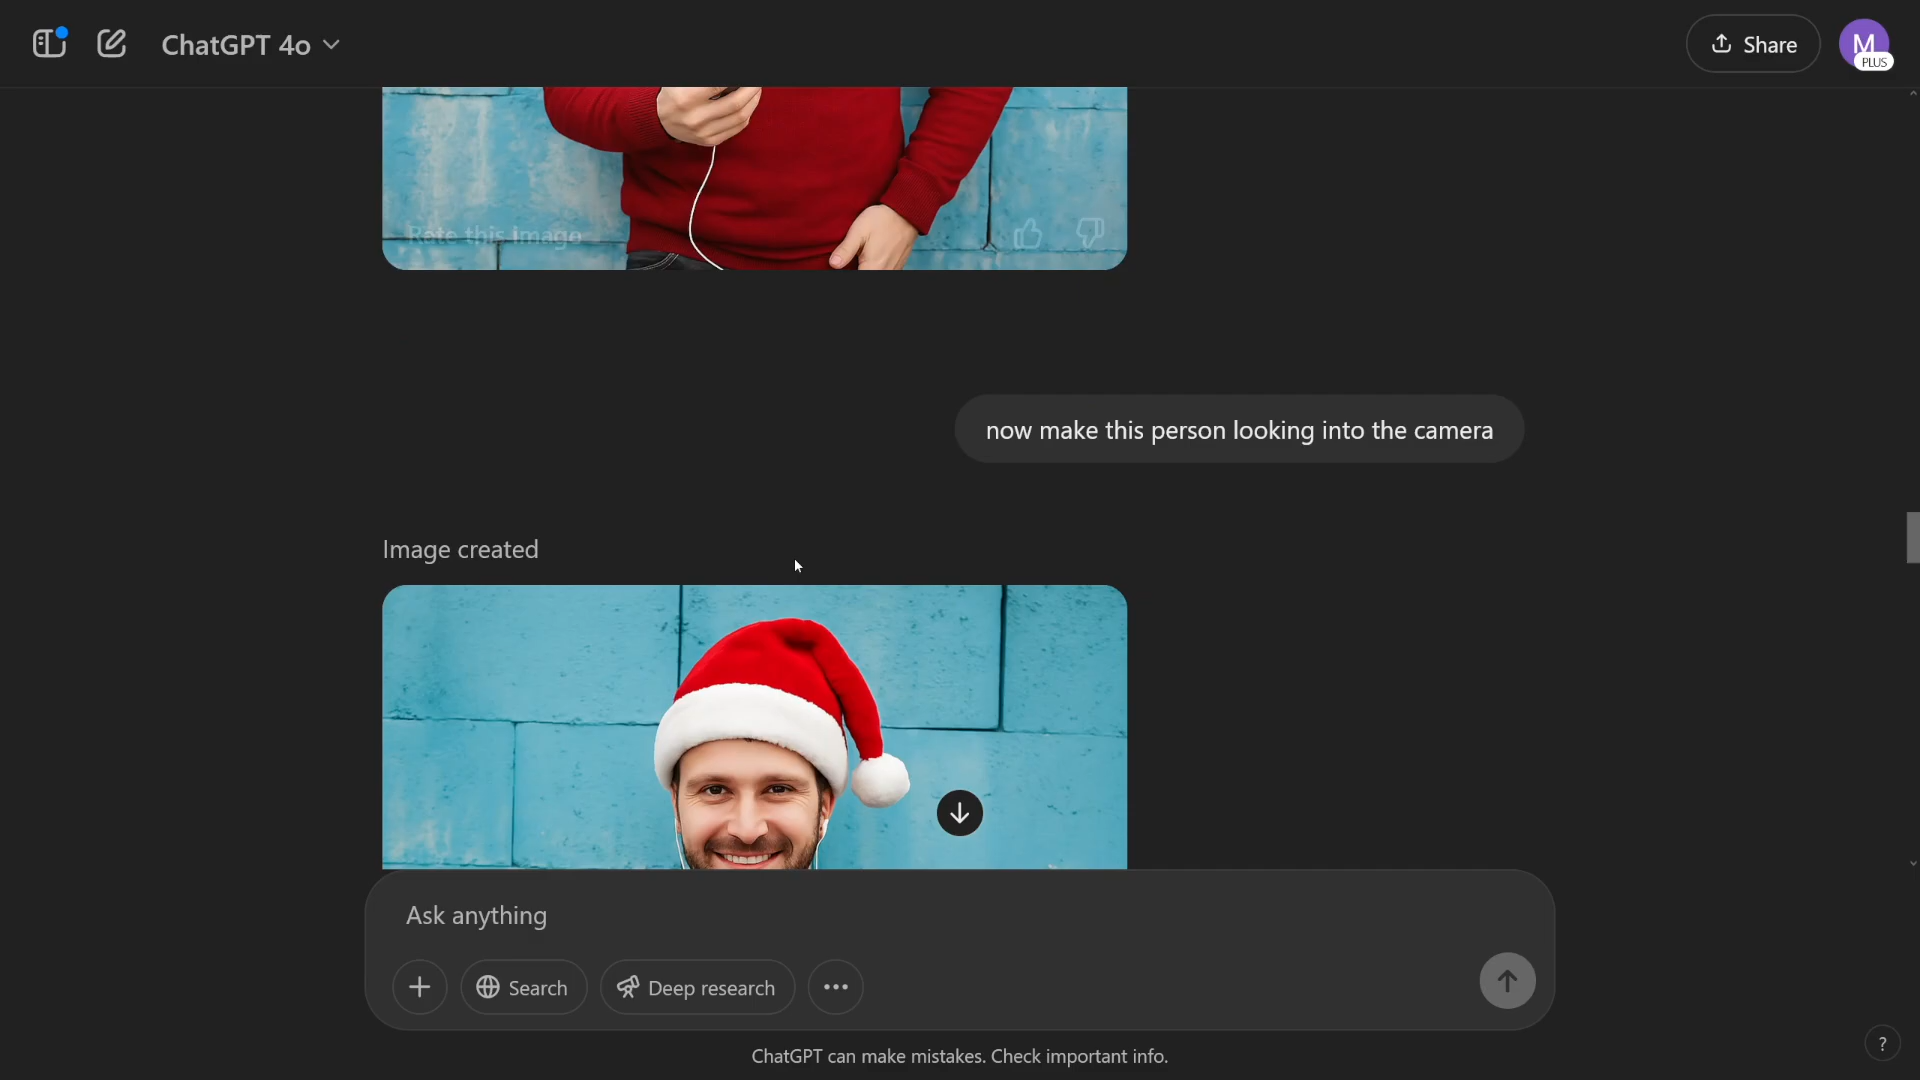 ChatGPT 4o
Share
M
PLUS
Rate this image
now make this person looking into the camera
Image created
Ask anything
Search
Deep research
ChatGPT can make mistakes. Check important info.
?